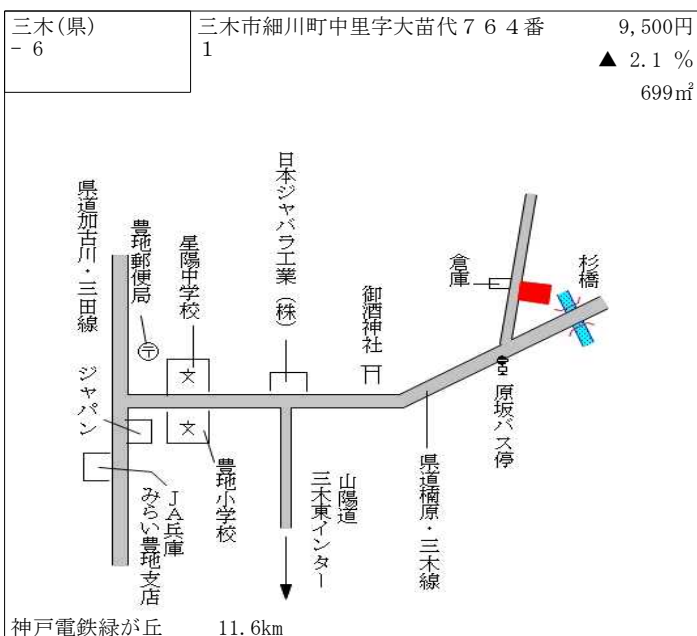 三木(県)
－6
三木市細川町中里字大苗代７６４番
1
9,500円
▲ 2.1 %
699㎡
県道加古川・三田線
豊地郵便局
〒
星陽中学校
文
日本ジャバラ工業（株）
御酒神社
倉庫
杉橋
ジャパン
文
豊地小学校
ＪＡ兵庫
みらい豊地支店
山陽道
三木東インター
県道楠原・三木線
原坂バス停
神戸電鉄緑が丘 11.6km